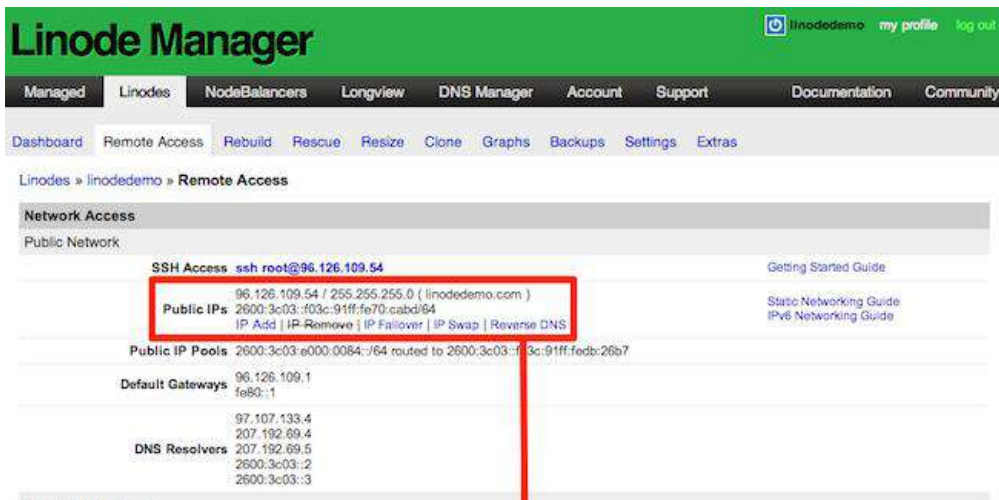 Linode Manager
linodedemo my profile log out
Managed Linodes NodeBalancers Longview DNS Manager Account Support Documentation Community
Dashboard Remote Access Rebuild Rescue Resize Clone Graphs Backups Settings Extras
Linodes » linodedemo » Remote Access
Network Access
Public Network
SSH Access ssh root@96.126.109.54 Getting Started Guide
Public IPs 96.126.109.54 / 255.255.255.0 ( linodedemo.com ) Static Networking Guide
2600:3c03::f03c:91ff:fe70:cabd/64 IPv6 Networking Guide
IP Add | IP Remove | IP Failover | IP Swap | Reverse DNS
Public IP Pools 2600:3c03:e000:0084::/64 routed to
Default Gateways 96.126.109.1
fe80::1
DNS Resolvers 97.107.133.4
207.192.69.4
207.192.69.5
2600:3c03::2
2600:3c03::3